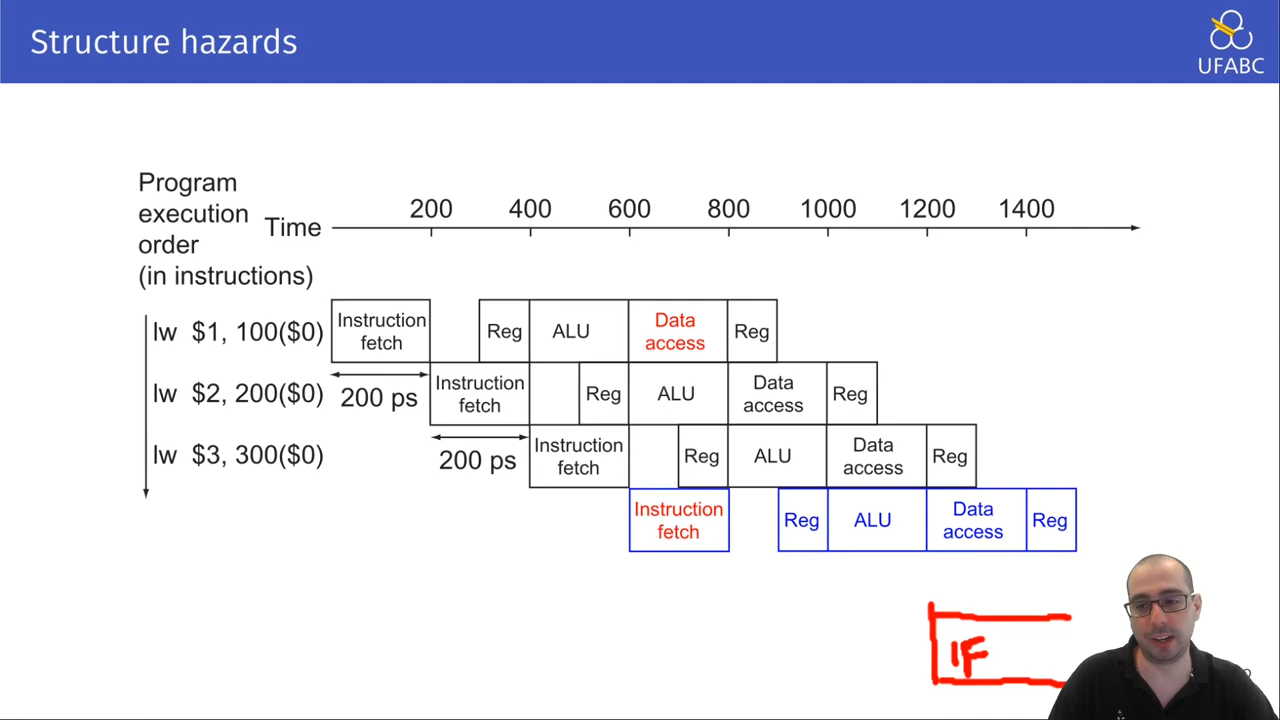 Structure hazards
UFABC
Program
execution
order
(in instructions)
Time
200 400 600 800 1000 1200 1400
lw $1, 100($0)
Instruction
fetch
Reg
ALU
Data
access
Reg
lw $2, 200($0)
200 ps
Instruction
fetch
Reg
ALU
Data
access
Reg
lw $3, 300($0)
200 ps
Instruction
fetch
Reg
ALU
Data
access
Reg
Instruction
fetch
Reg
ALU
Data
access
Reg
IF